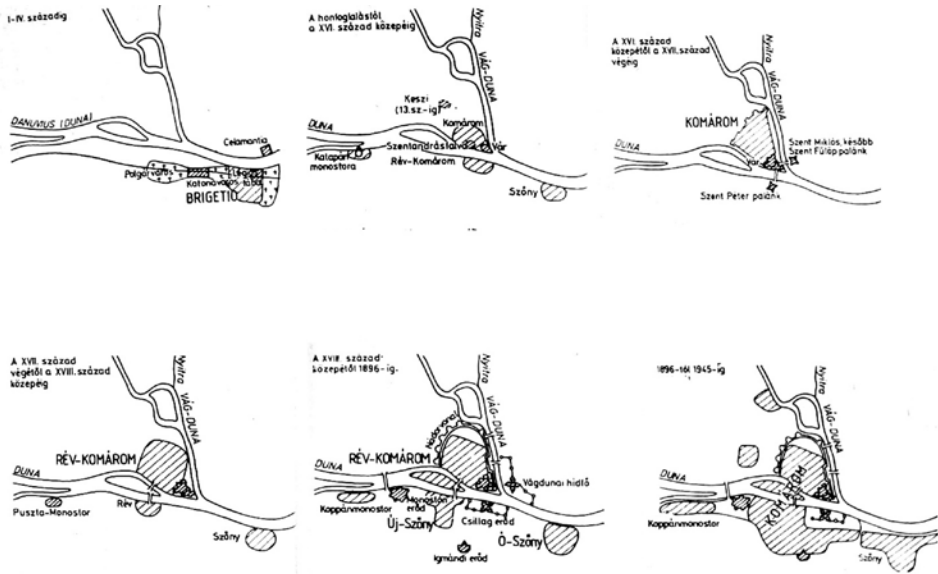 I-IV. századig
DANUVIUS (DUNA)
Celamantia
Polgárváros
Katonaváros
Légiótábor
BRIGETIO
A honfoglalástól
a XVI. század közepéig
Nyitra
VÁG-DUNA
Keszi
(13.sz-ig)
DUNA
Komárom
Szentandrásfalva
Vár
Katapán
monostora
Rév-Komárom
Szőny
A XVI. század
közepétől a XVII. század
végéig
Nyitra
VÁG-DUNA
KOMÁROM
DUNA
Vár
Szent Miklós, később
Szent Fülöp palánk
Szent Péter palánk
A XVII. század
végétől a XVIII. század
közepéig
Nyitra
VÁG-DUNA
RÉV-KOMÁROM
DUNA
Puszta-Monostor
Rév
Szőny
A XVIII. század
közepétől 1896-ig.
Nyitra
VÁG-DUNA
Nádorvonal
RÉV-KOMÁROM
DUNA
Vágdunai hídfő
Koppánmonostor
Monostori
erőd
Új-Szőny
Csillag erőd
Ó-Szőny
Igmándi erőd
1896-tól 1945-ig
Nyitra
VÁG-DUNA
DUNA
KOMÁROM
Koppánmonostor
Szőny